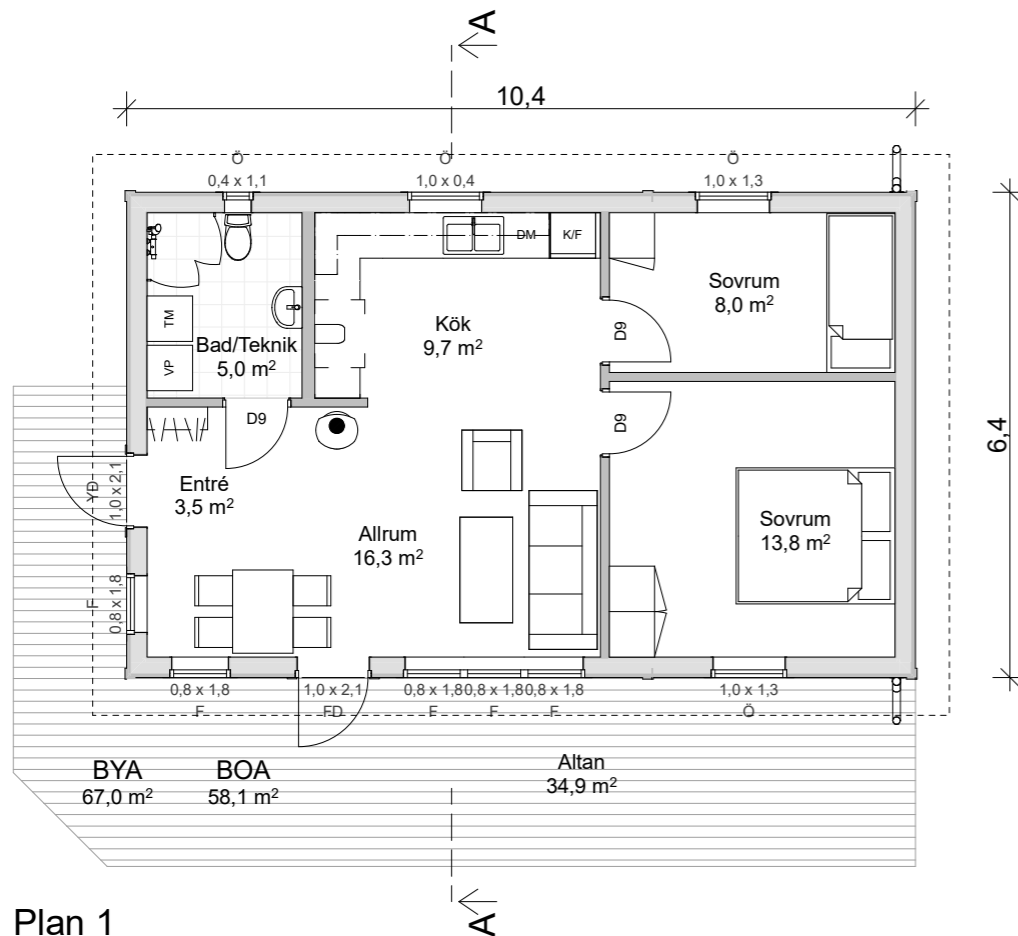 A
10,4
Ö
Ö
Ö
0,4 x 1,1
1,0 x 0,4
1,0 x 1,3
DM
K/F
Sovrum
8,0 m²
TM
Kök
9,7 m²
Bad/Teknik
5,0 m²
VP
D9
D9
D9
6,4
Entré
3,5 m²
YD
1,0 x 2,1
Allrum
16,3 m²
Sovrum
13,8 m²
F
0,8 x 1,8
0,8 x 1,8
1,0 x 2,1
0,8 x 1,8
0,8 x 1,8
0,8 x 1,8
1,0 x 1,3
F
FD
F
F
F
Ö
BYA
67,0 m²
BOA
58,1 m²
Altan
34,9 m²
A
Plan 1